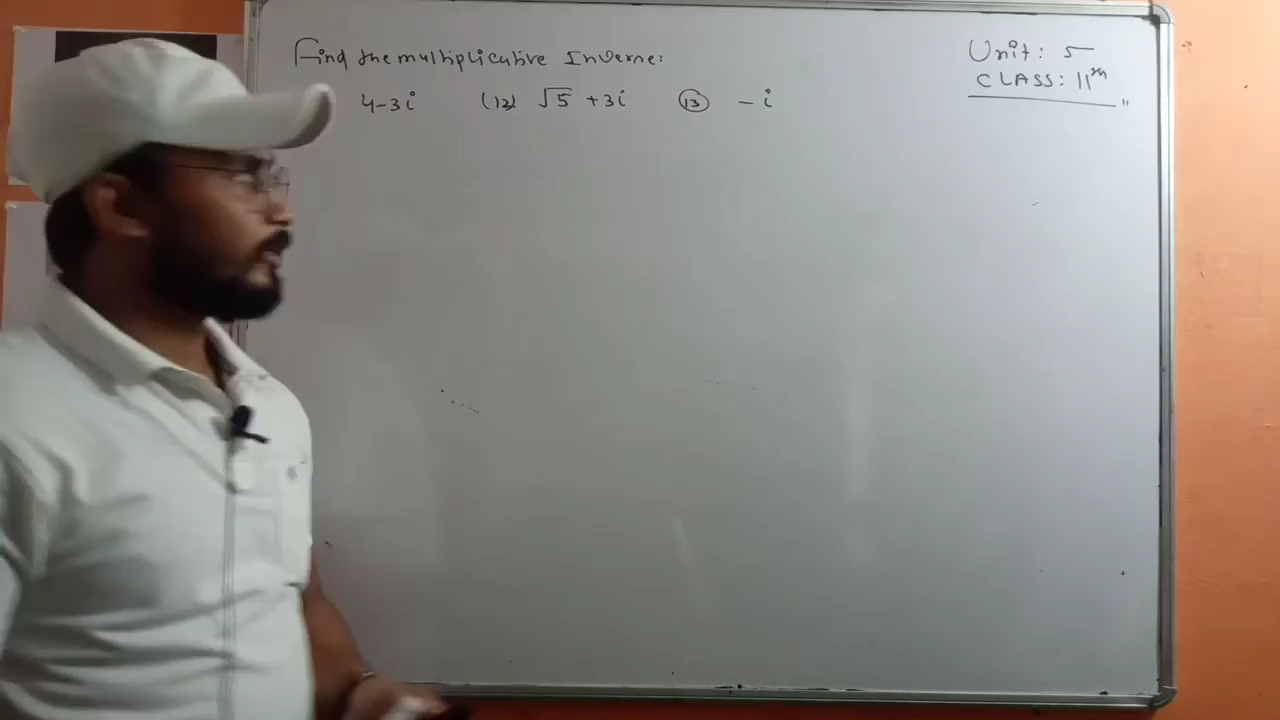 Find the multiplicative Inverse:
4-3i (12) √5 +3i (13) -i
Unit: 5
CLASS: 11th